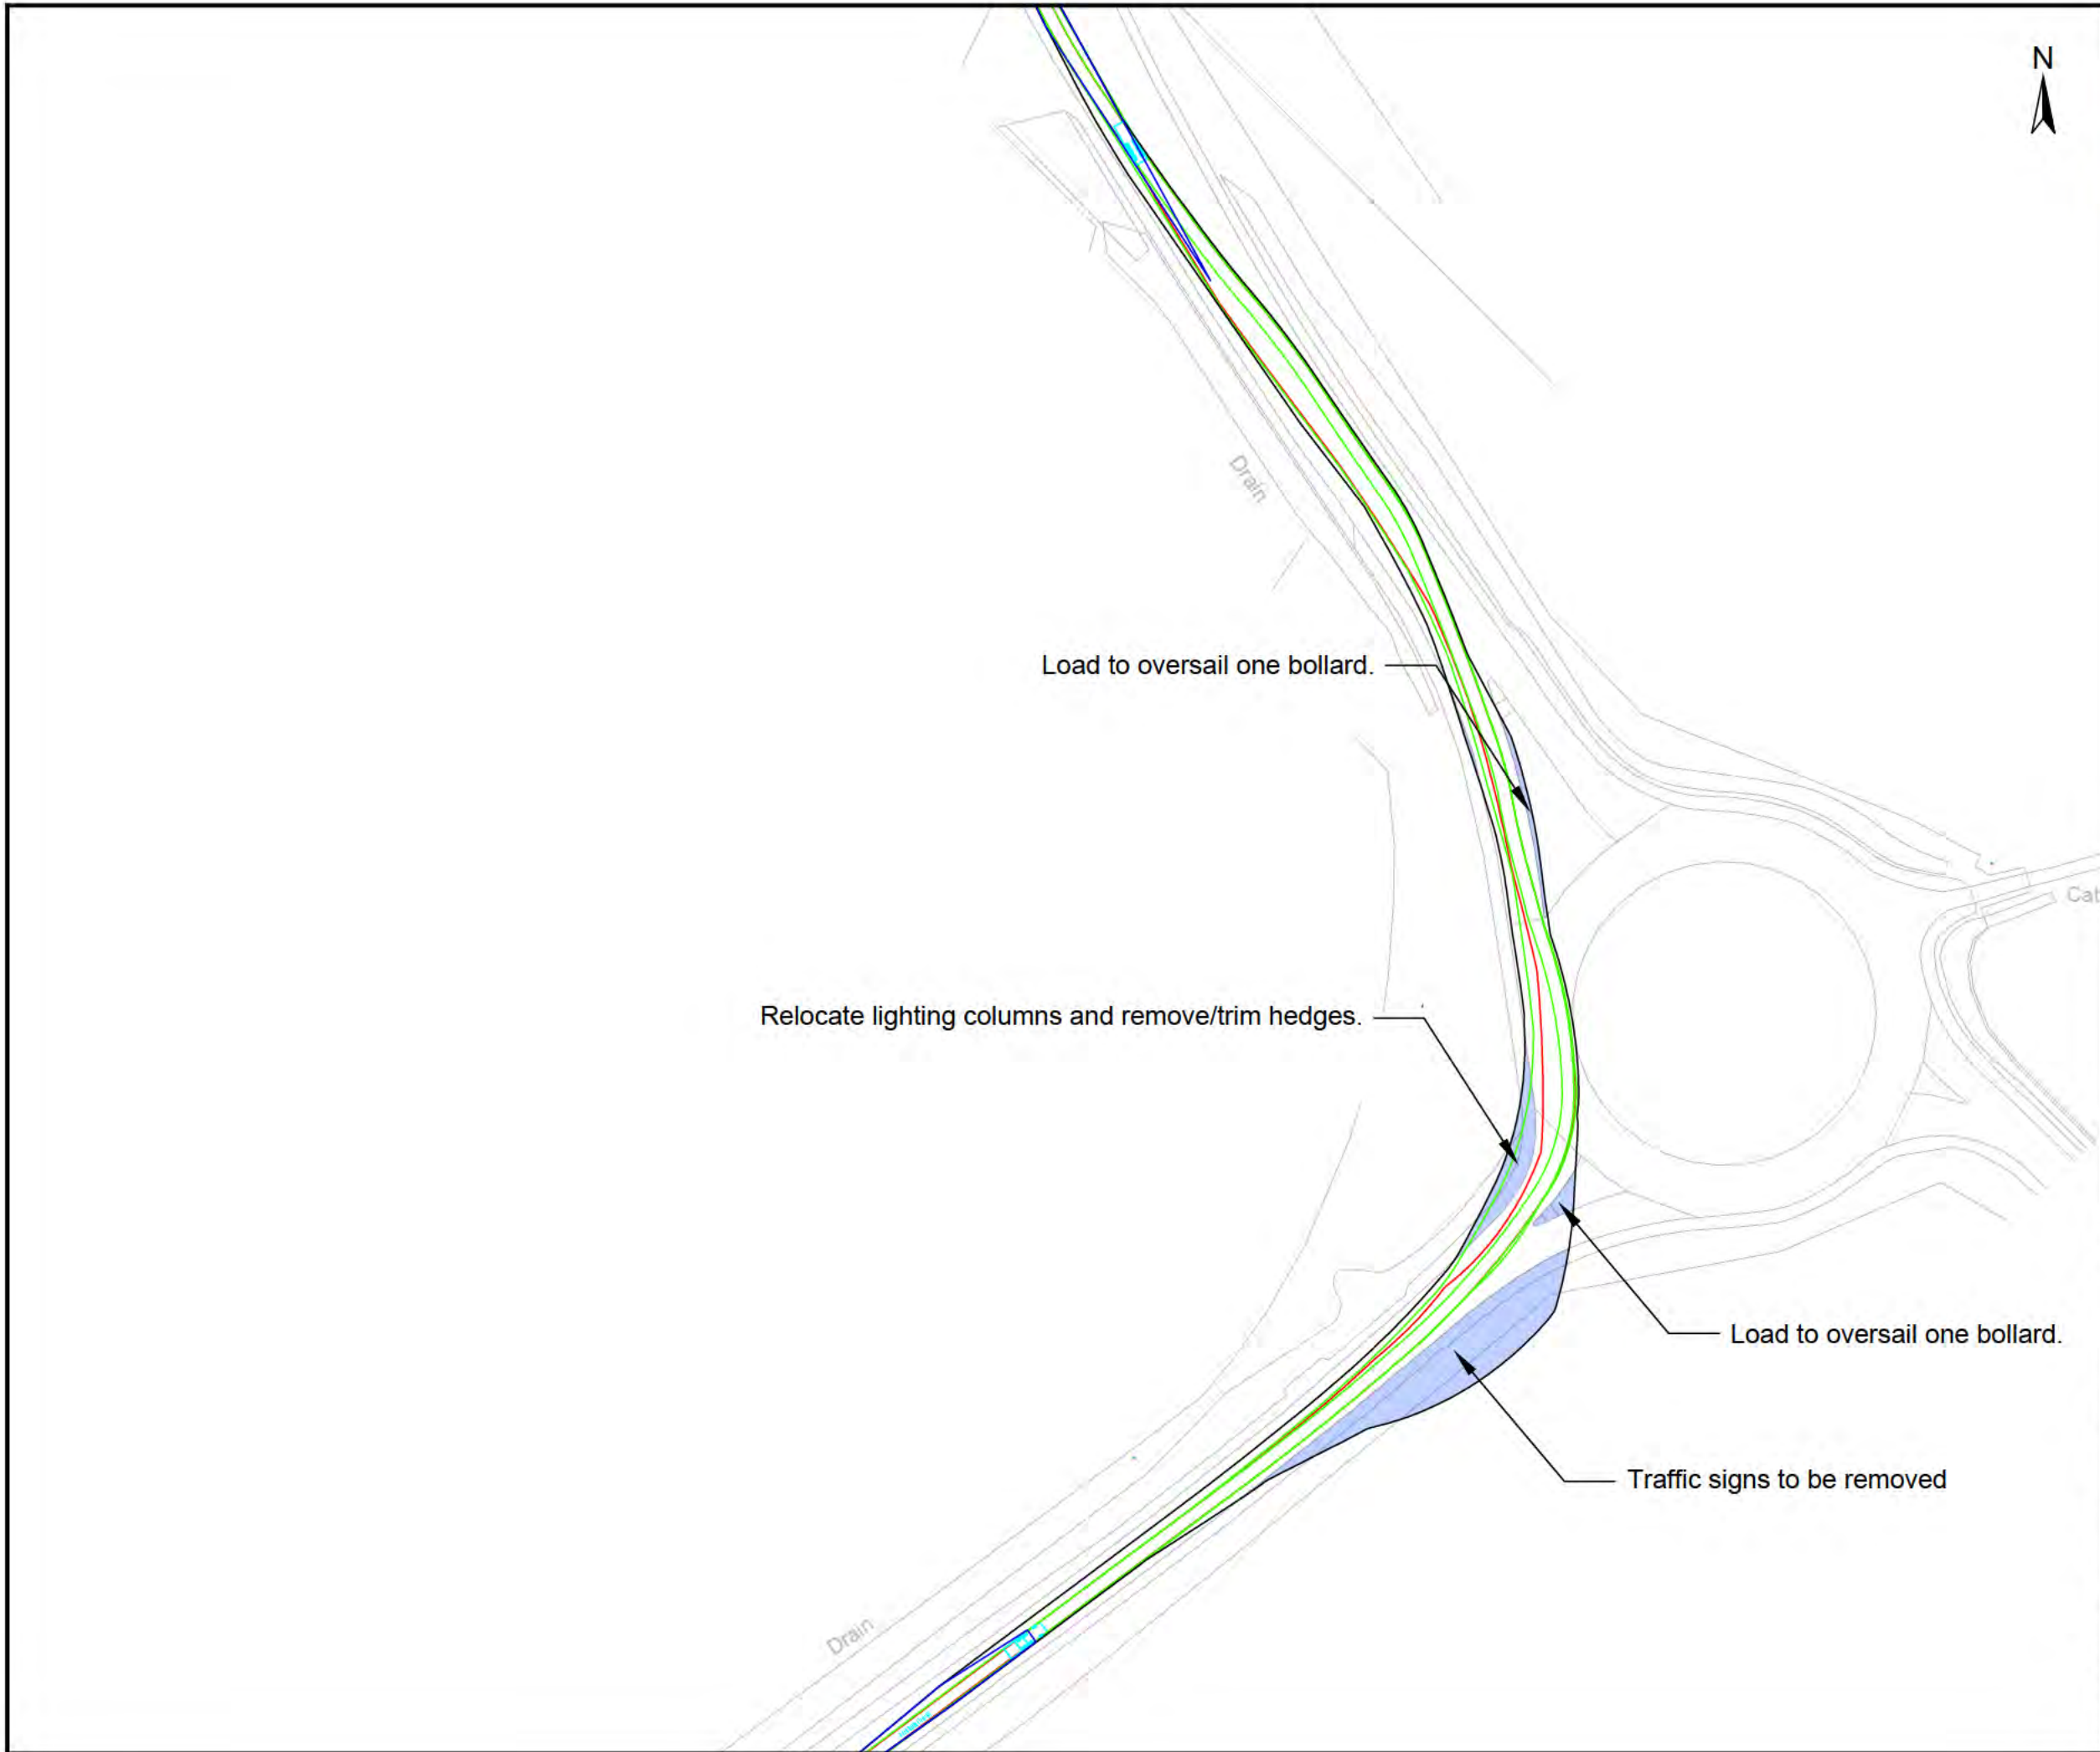 N
Drain
Load to oversail one bollard.
Cat
Relocate lighting columns and remove/trim hedges.
Load to oversail one bollard.
Traffic signs to be removed
Drain